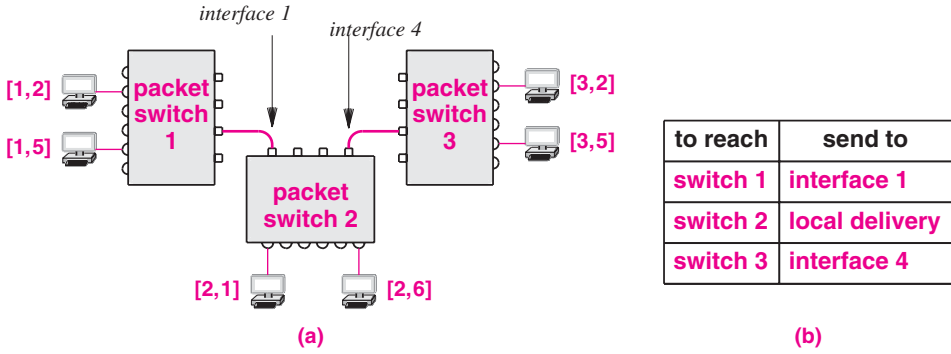 interface 1
interface 4
packet
switch
1
packet
switch
3
[1,2]
[1,5]
[3,2]
[3,5]
packet
switch 2
[2,1]
[2,6]
(a)
to reach send to
switch 1 interface 1
switch 2 local delivery
switch 3 interface 4
(b)